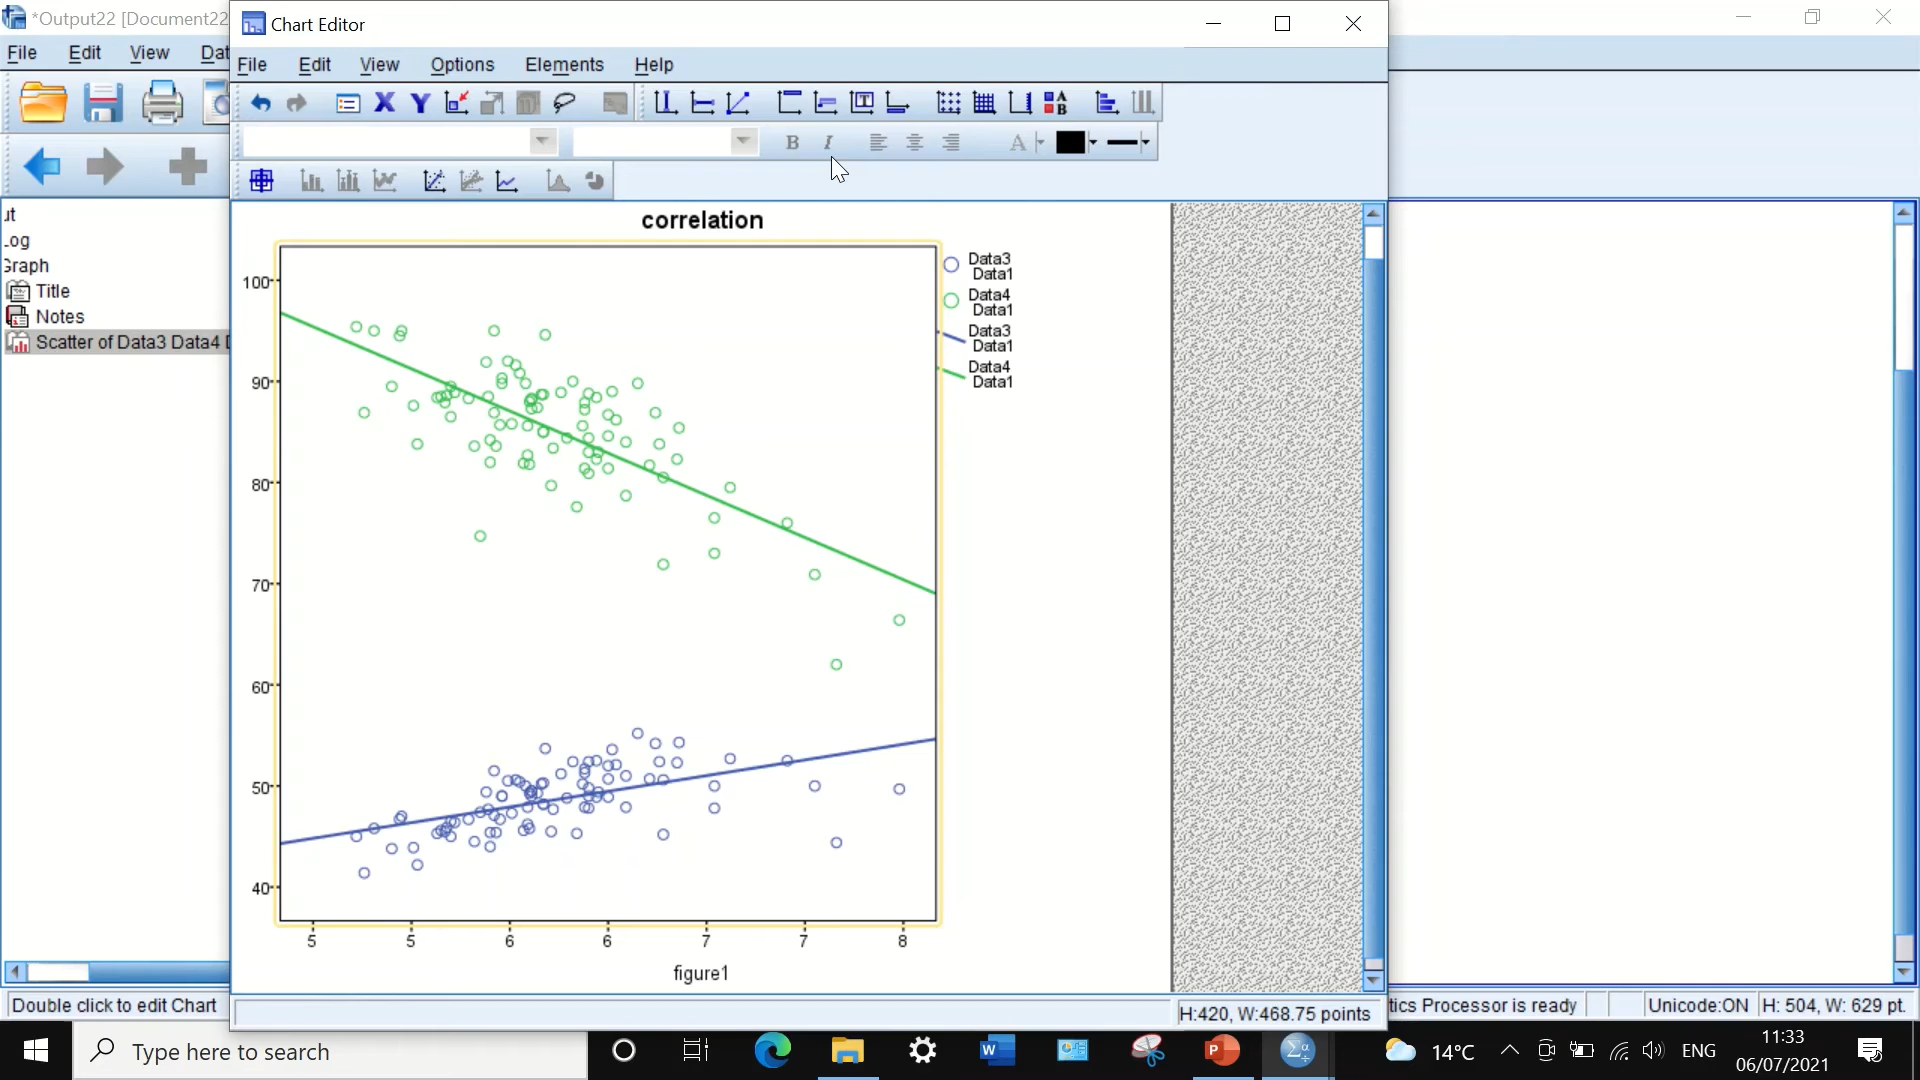 *Output22 [Document22
File Edit View Dat
ut
Log
Graph
Title
Notes
Scatter of Data3 Data4 D
Double click to edit Chart
Chart Editor
File Edit View Options Elements Help
X Y T A B
B I A
correlation
100
90
80
70
60
50
40
5 5 6 6 7 7 8
figure1
Data3
Data1
Data4
Data1
Data3
Data1
Data4
Data1
H:420, W:468.75 points
tics Processor is ready Unicode:ON H: 504, W: 629 pt.
Type here to search
14°C ENG 11:33
06/07/2021